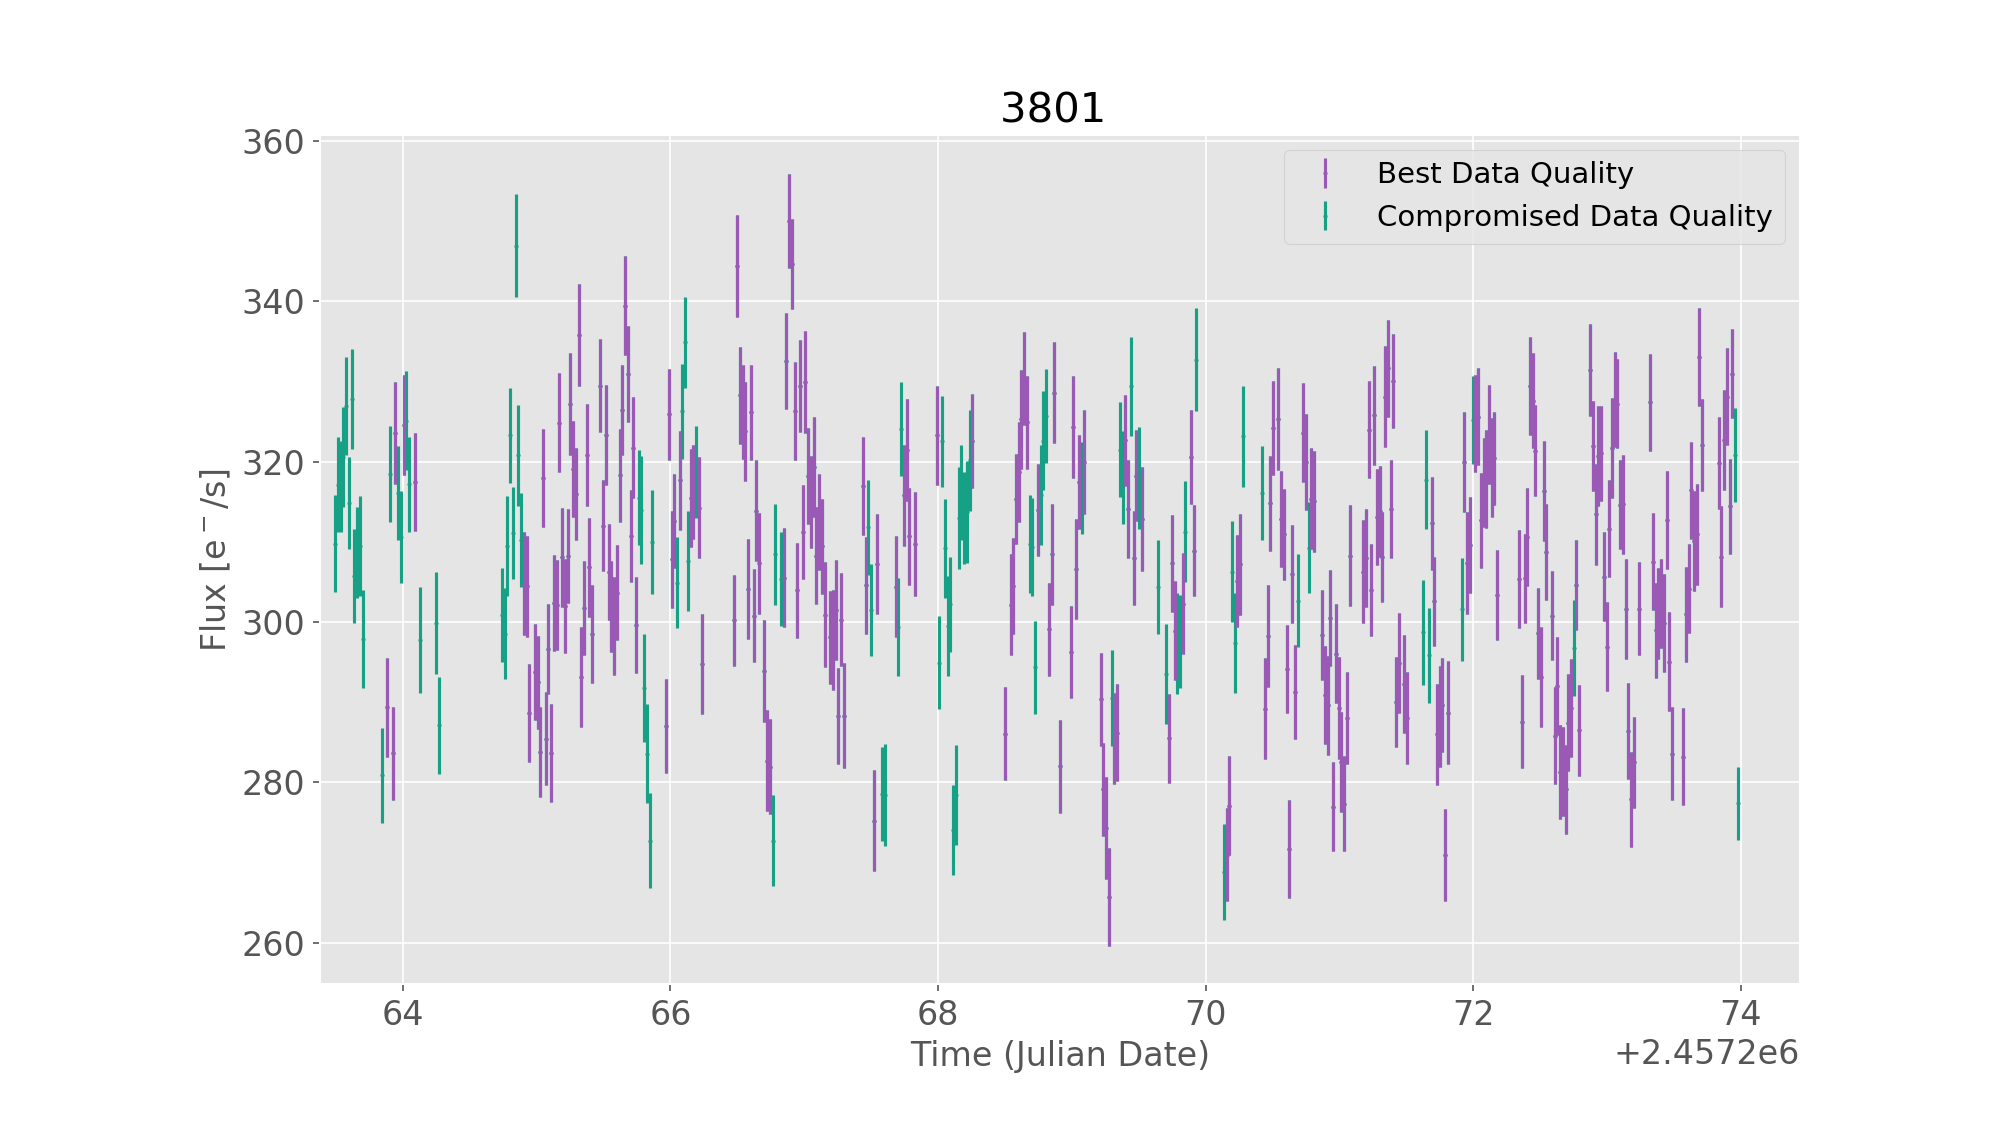 3801
360
340
320
300
280
260
Flux [e⁻/s]
Best Data Quality
Compromised Data Quality
64 66 68 70 72 74
Time (Julian Date)
+2.4572e6